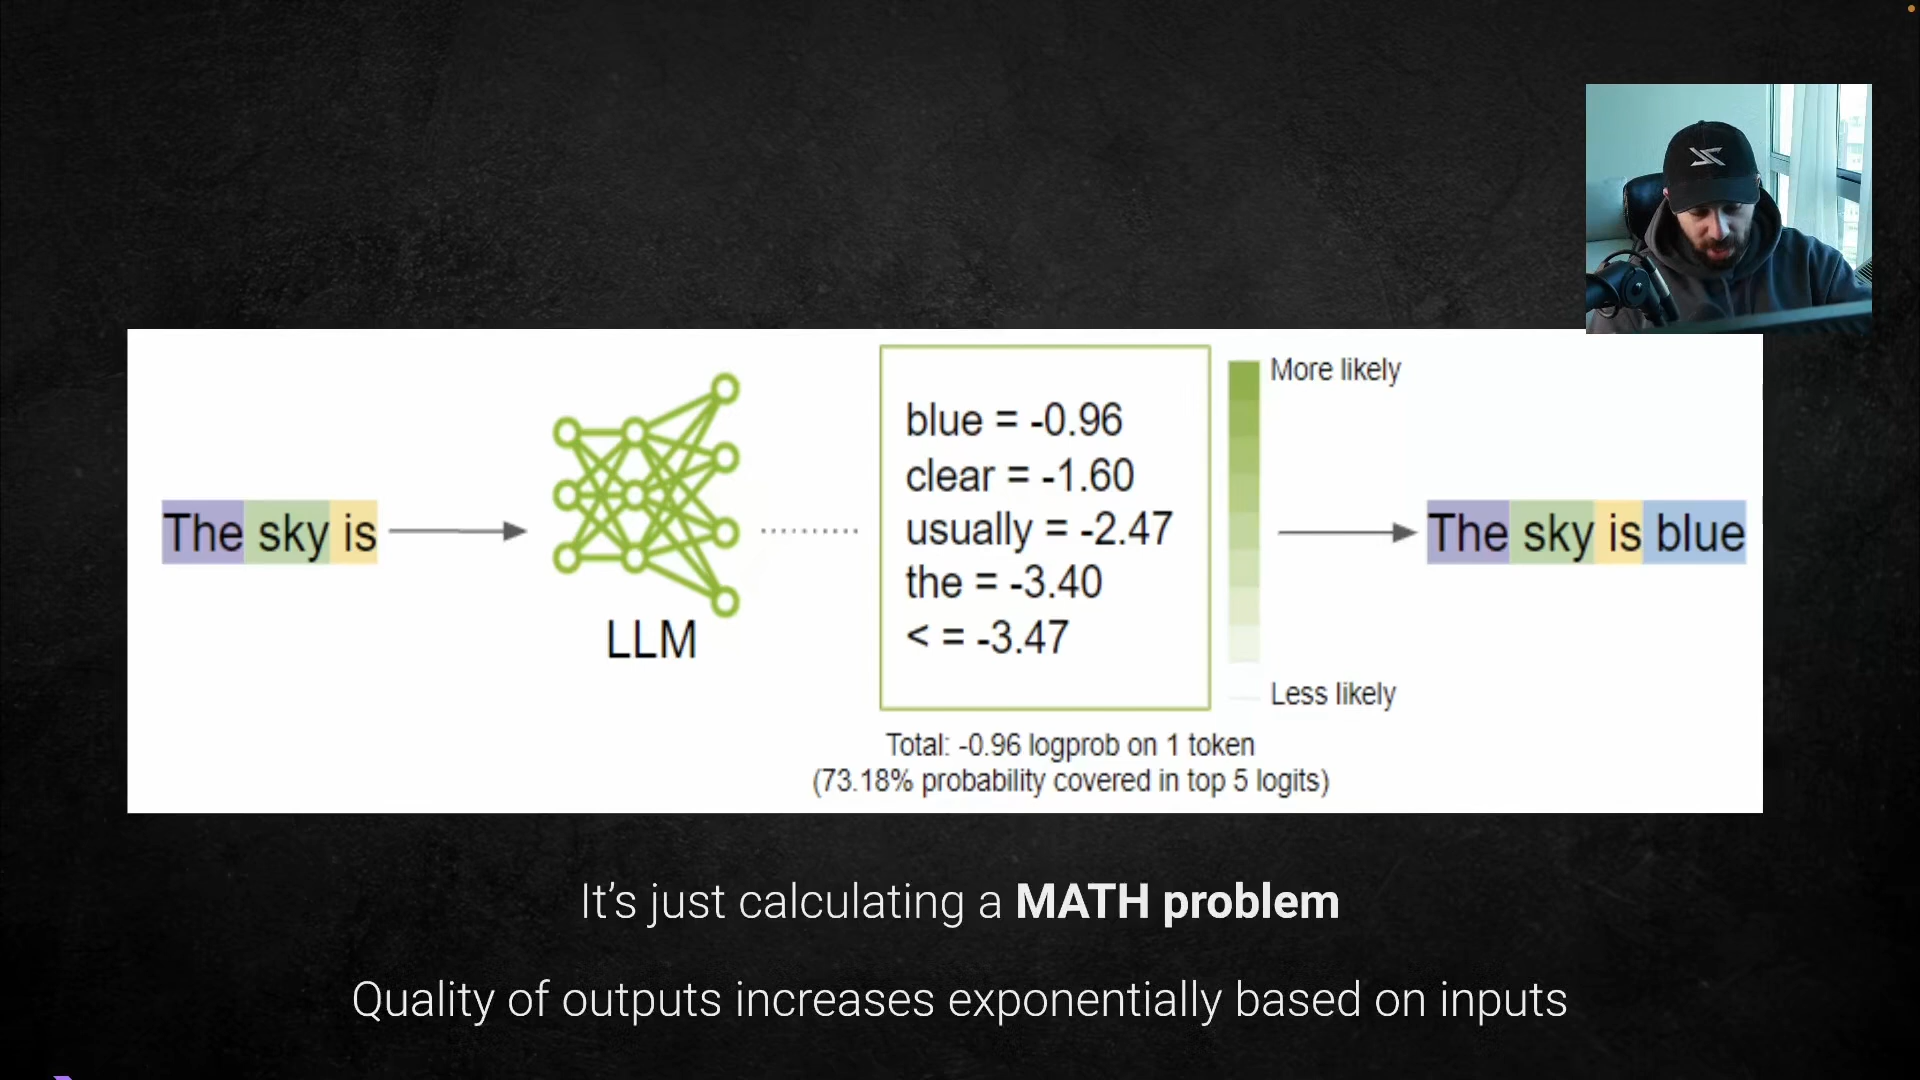 More likely
blue = -0.96
clear = -1.60
usually = -2.47
the = -3.40
< = -3.47
The sky is
The sky is blue
LLM
Less likely
Total: -0.96 logprob on 1 token
(73.18% probability covered in top 5 logits)
It’s just calculating a MATH problem
Quality of outputs increases exponentially based on inputs